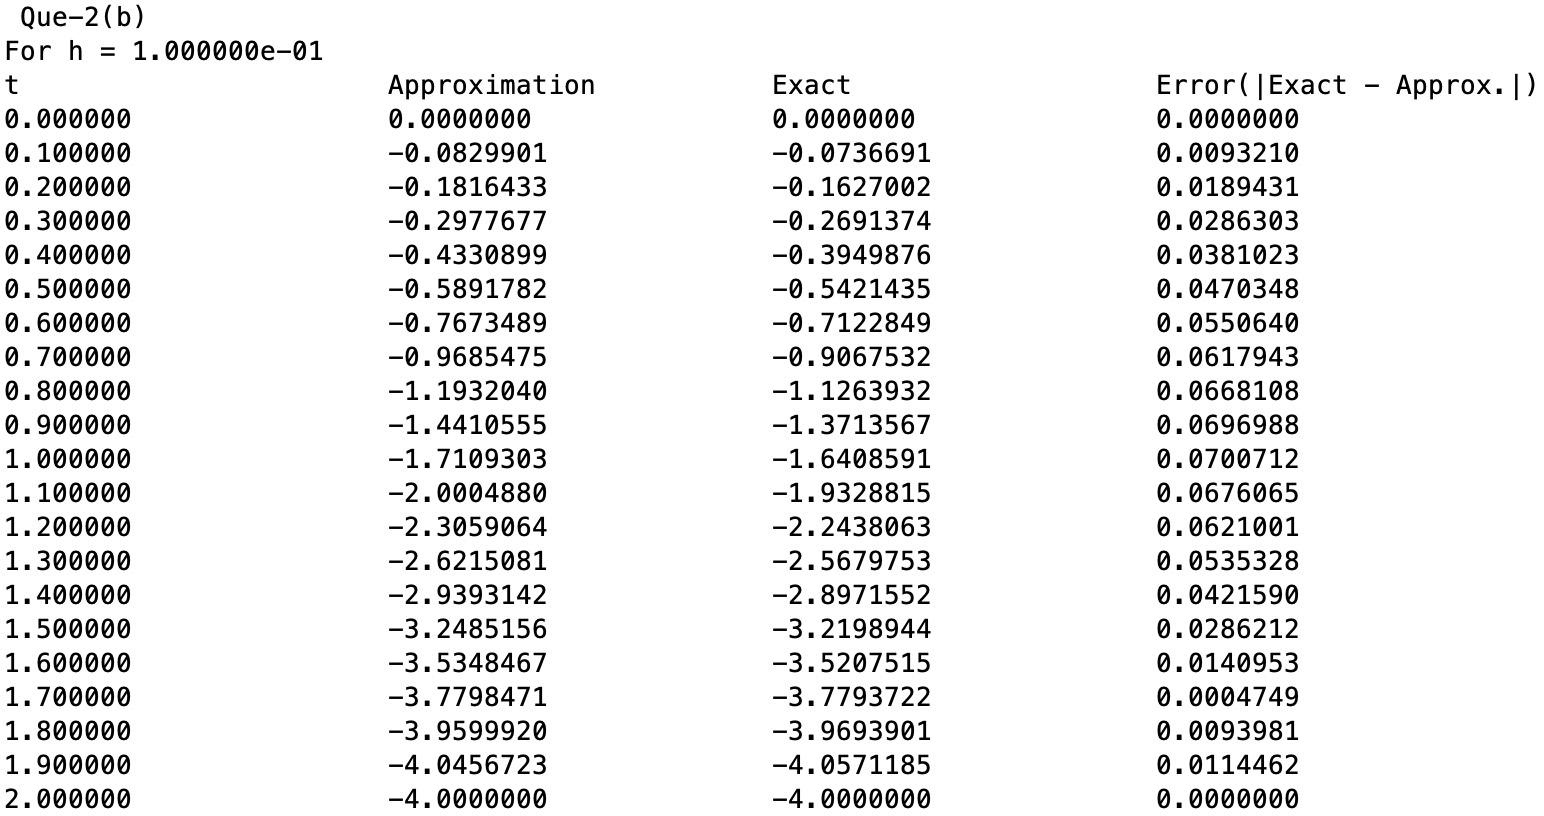 Que-2(b)
For h = 1.000000e-01
t Approximation Exact Error(|Exact - Approx.|)
0.000000 0.0000000 0.0000000 0.0000000
0.100000 -0.0829901 -0.0736691 0.0093210
0.200000 -0.1816433 -0.1627002 0.0189431
0.300000 -0.2977677 -0.2691374 0.0286303
0.400000 -0.4330899 -0.3949876 0.0381023
0.500000 -0.5891782 -0.5421435 0.0470348
0.600000 -0.7673489 -0.7122849 0.0550640
0.700000 -0.9685475 -0.9067532 0.0617943
0.800000 -1.1932040 -1.1263932 0.0668108
0.900000 -1.4410555 -1.3713567 0.0696988
1.000000 -1.7109303 -1.6408591 0.0700712
1.100000 -2.0004880 -1.9328815 0.0676065
1.200000 -2.3059064 -2.2438063 0.0621001
1.300000 -2.6215081 -2.5679753 0.0535328
1.400000 -2.9393142 -2.8971552 0.0421590
1.500000 -3.2485156 -3.2198944 0.0286212
1.600000 -3.5348467 -3.5207515 0.0140953
1.700000 -3.7798471 -3.7793722 0.0004749
1.800000 -3.9599920 -3.9693901 0.0093981
1.900000 -4.0456723 -4.0571185 0.0114462
2.000000 -4.0000000 -4.0000000 0.0000000